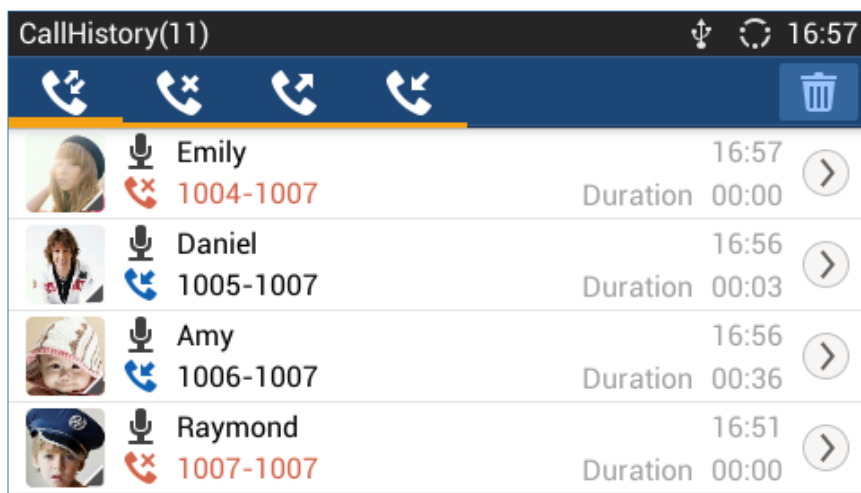 CallHistory(11) 16:57
Emily 16:57
1004-1007 Duration 00:00
Daniel 16:56
1005-1007 Duration 00:03
Amy 16:56
1006-1007 Duration 00:36
Raymond 16:51
1007-1007 Duration 00:00